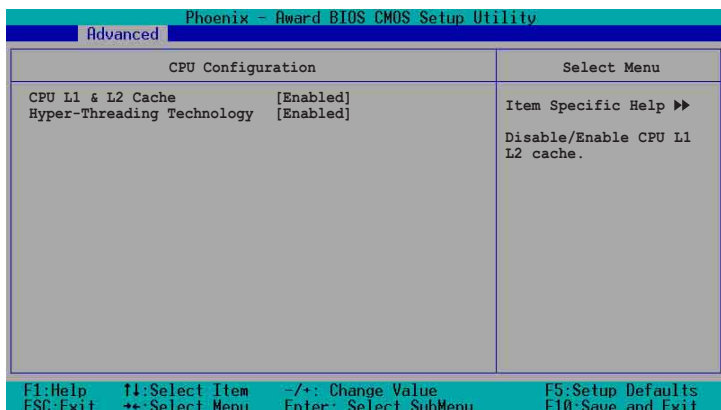 Phoenix - Award BIOS CMOS Setup Utility
Advanced
CPU Configuration
Select Menu
CPU L1 & L2 Cache [Enabled]
Hyper-Threading Technology [Enabled]
Item Specific Help ▶▶
Disable/Enable CPU L1
L2 cache.
F1:Help ↑↓:Select Item -/+: Change Value F5:Setup Defaults
ESC:Exit →←:Select Menu Enter: Select SubMenu F10:Save and Exit